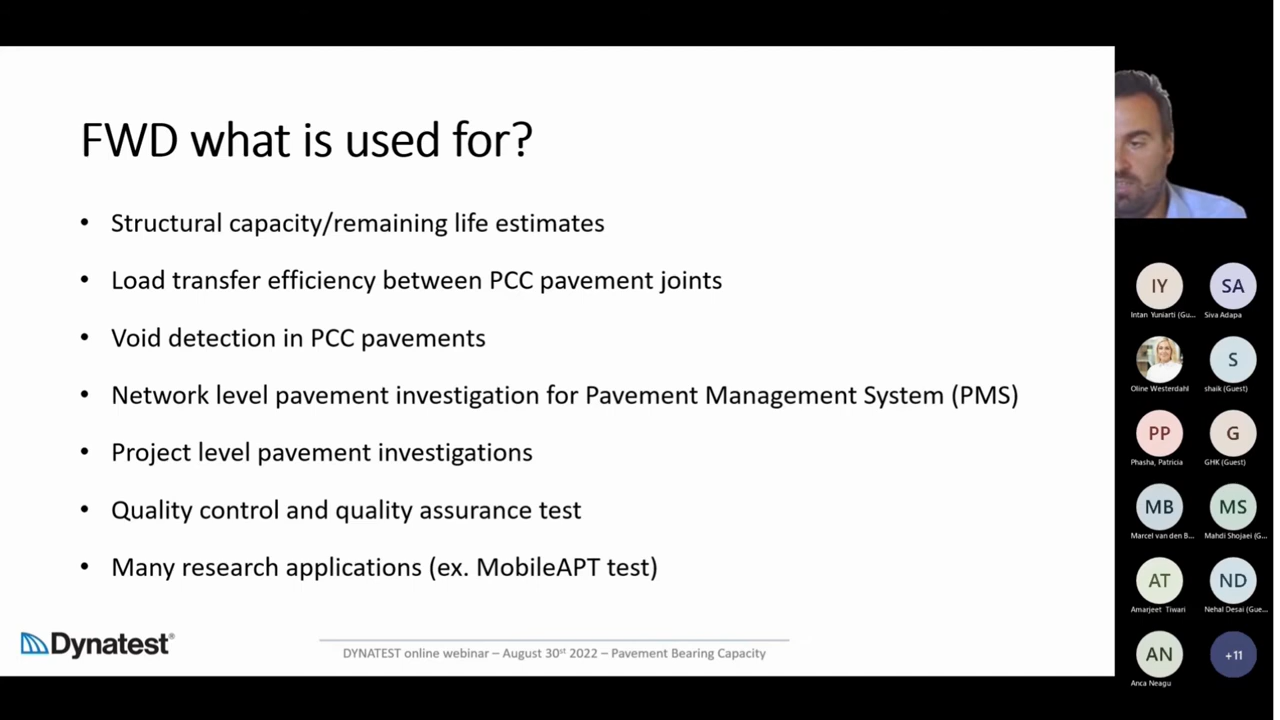 FWD what is used for?
• Structural capacity/remaining life estimates
• Load transfer efficiency between PCC pavement joints
• Void detection in PCC pavements
• Network level pavement investigation for Pavement Management System (PMS)
• Project level pavement investigations
• Quality control and quality assurance test
• Many research applications (ex. MobileAPT test)
Dynatest®
DYNATEST online webinar – August 30st 2022 – Pavement Bearing Capacity
IY
SA
Intan Yuniarti (Gu...
Siva Adapa
S
Oline Westerdahl
shaik (Guest)
PP
G
Phasha, Patricia
GHK (Guest)
MB
MS
Marcel van den B...
Mahdi Shojaei (G...
AT
ND
Amarjeet Tiwari
Nehal Desai (Gue...
AN
+11
Anca Neagu